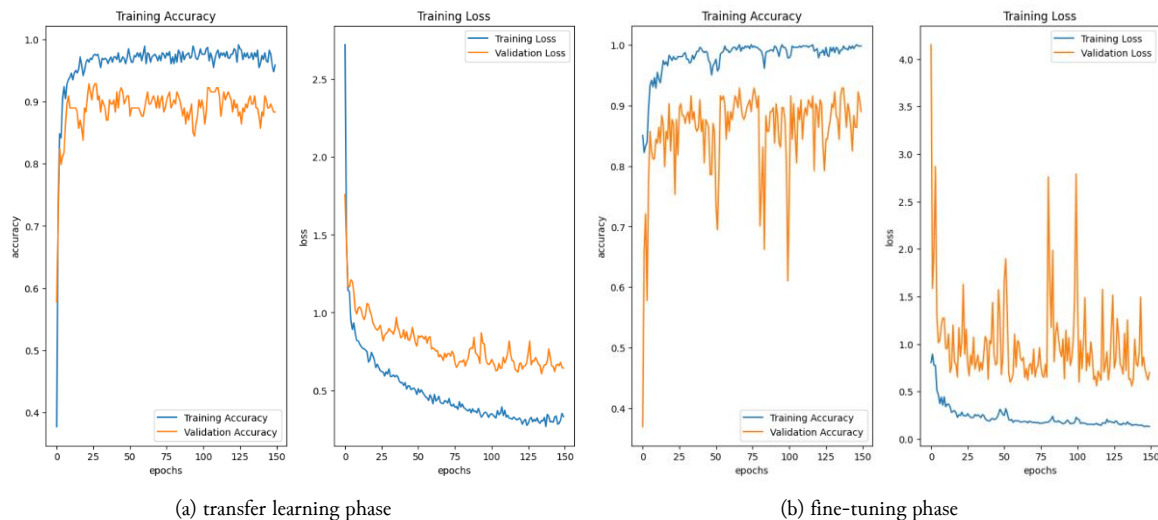 Training Accuracy
1.0
0.9
0.8
0.7
0.6
0.5
0.4
accuracy
Training Accuracy
Validation Accuracy
0
25
50
75
100
125
150
epochs
Training Loss
Training Loss
Validation Loss
2.5
2.0
1.5
1.0
0.5
loss
0
25
50
75
100
125
150
epochs
(a) transfer learning phase
Training Accuracy
1.0
0.9
0.8
0.7
0.6
0.5
0.4
accuracy
Training Accuracy
Validation Accuracy
0
25
50
75
100
125
150
epochs
Training Loss
Training Loss
Validation Loss
4.0
3.5
3.0
2.5
2.0
1.5
1.0
0.5
0.0
loss
0
25
50
75
100
125
150
epochs
(b) fine-tuning phase